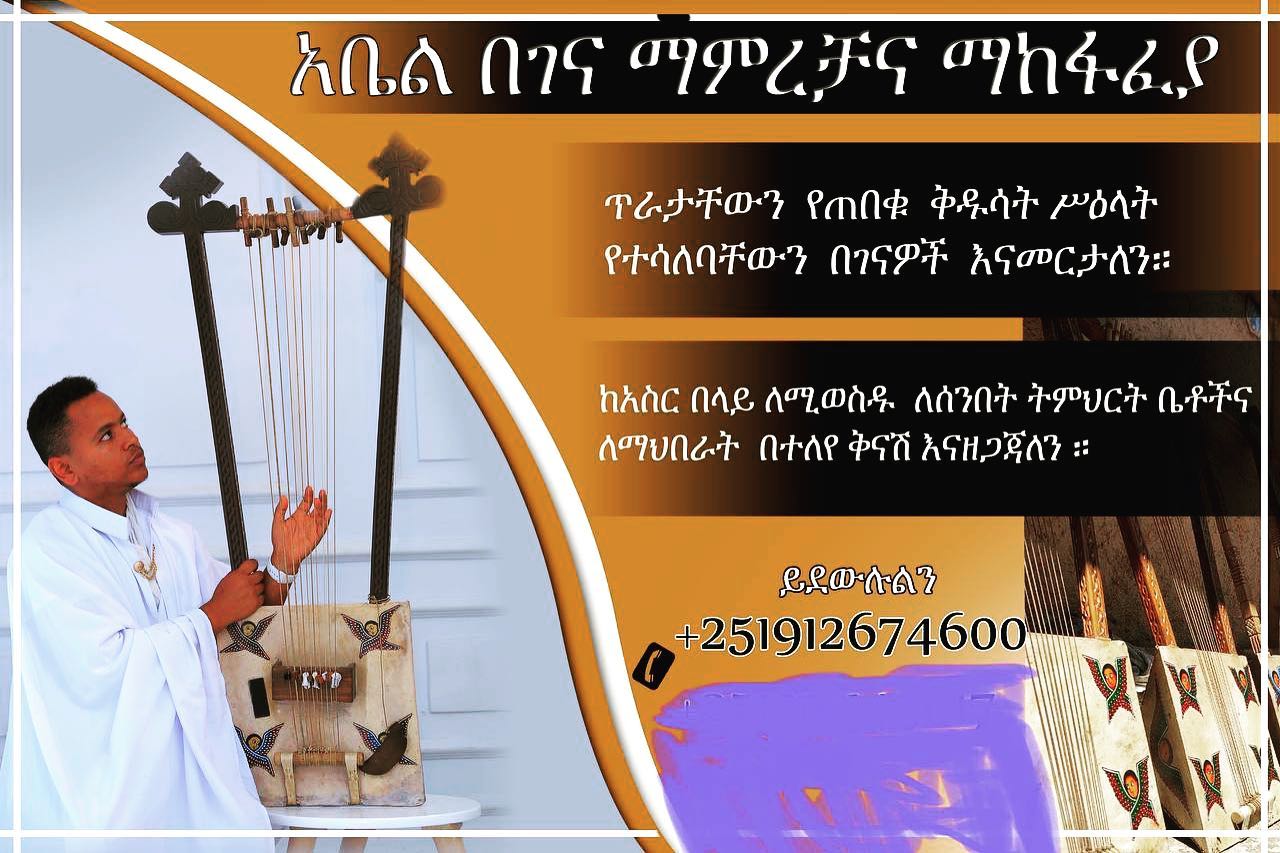 አቤል በገና ማምረቻና ማከፋፈያ
ጥራታቸውን የጠበቁ ቅዱሳት ሥዕላት
የተሳለባቸውን በገናዎች እናመርታለን።
ከአስር በላይ ለሚወስዱ ለሰንበት ትምህርት ቤቶችና
ለማህበራት በተለየ ቅናሽ እናዘጋጃለን ።
ይደውሉልን
+251912674600